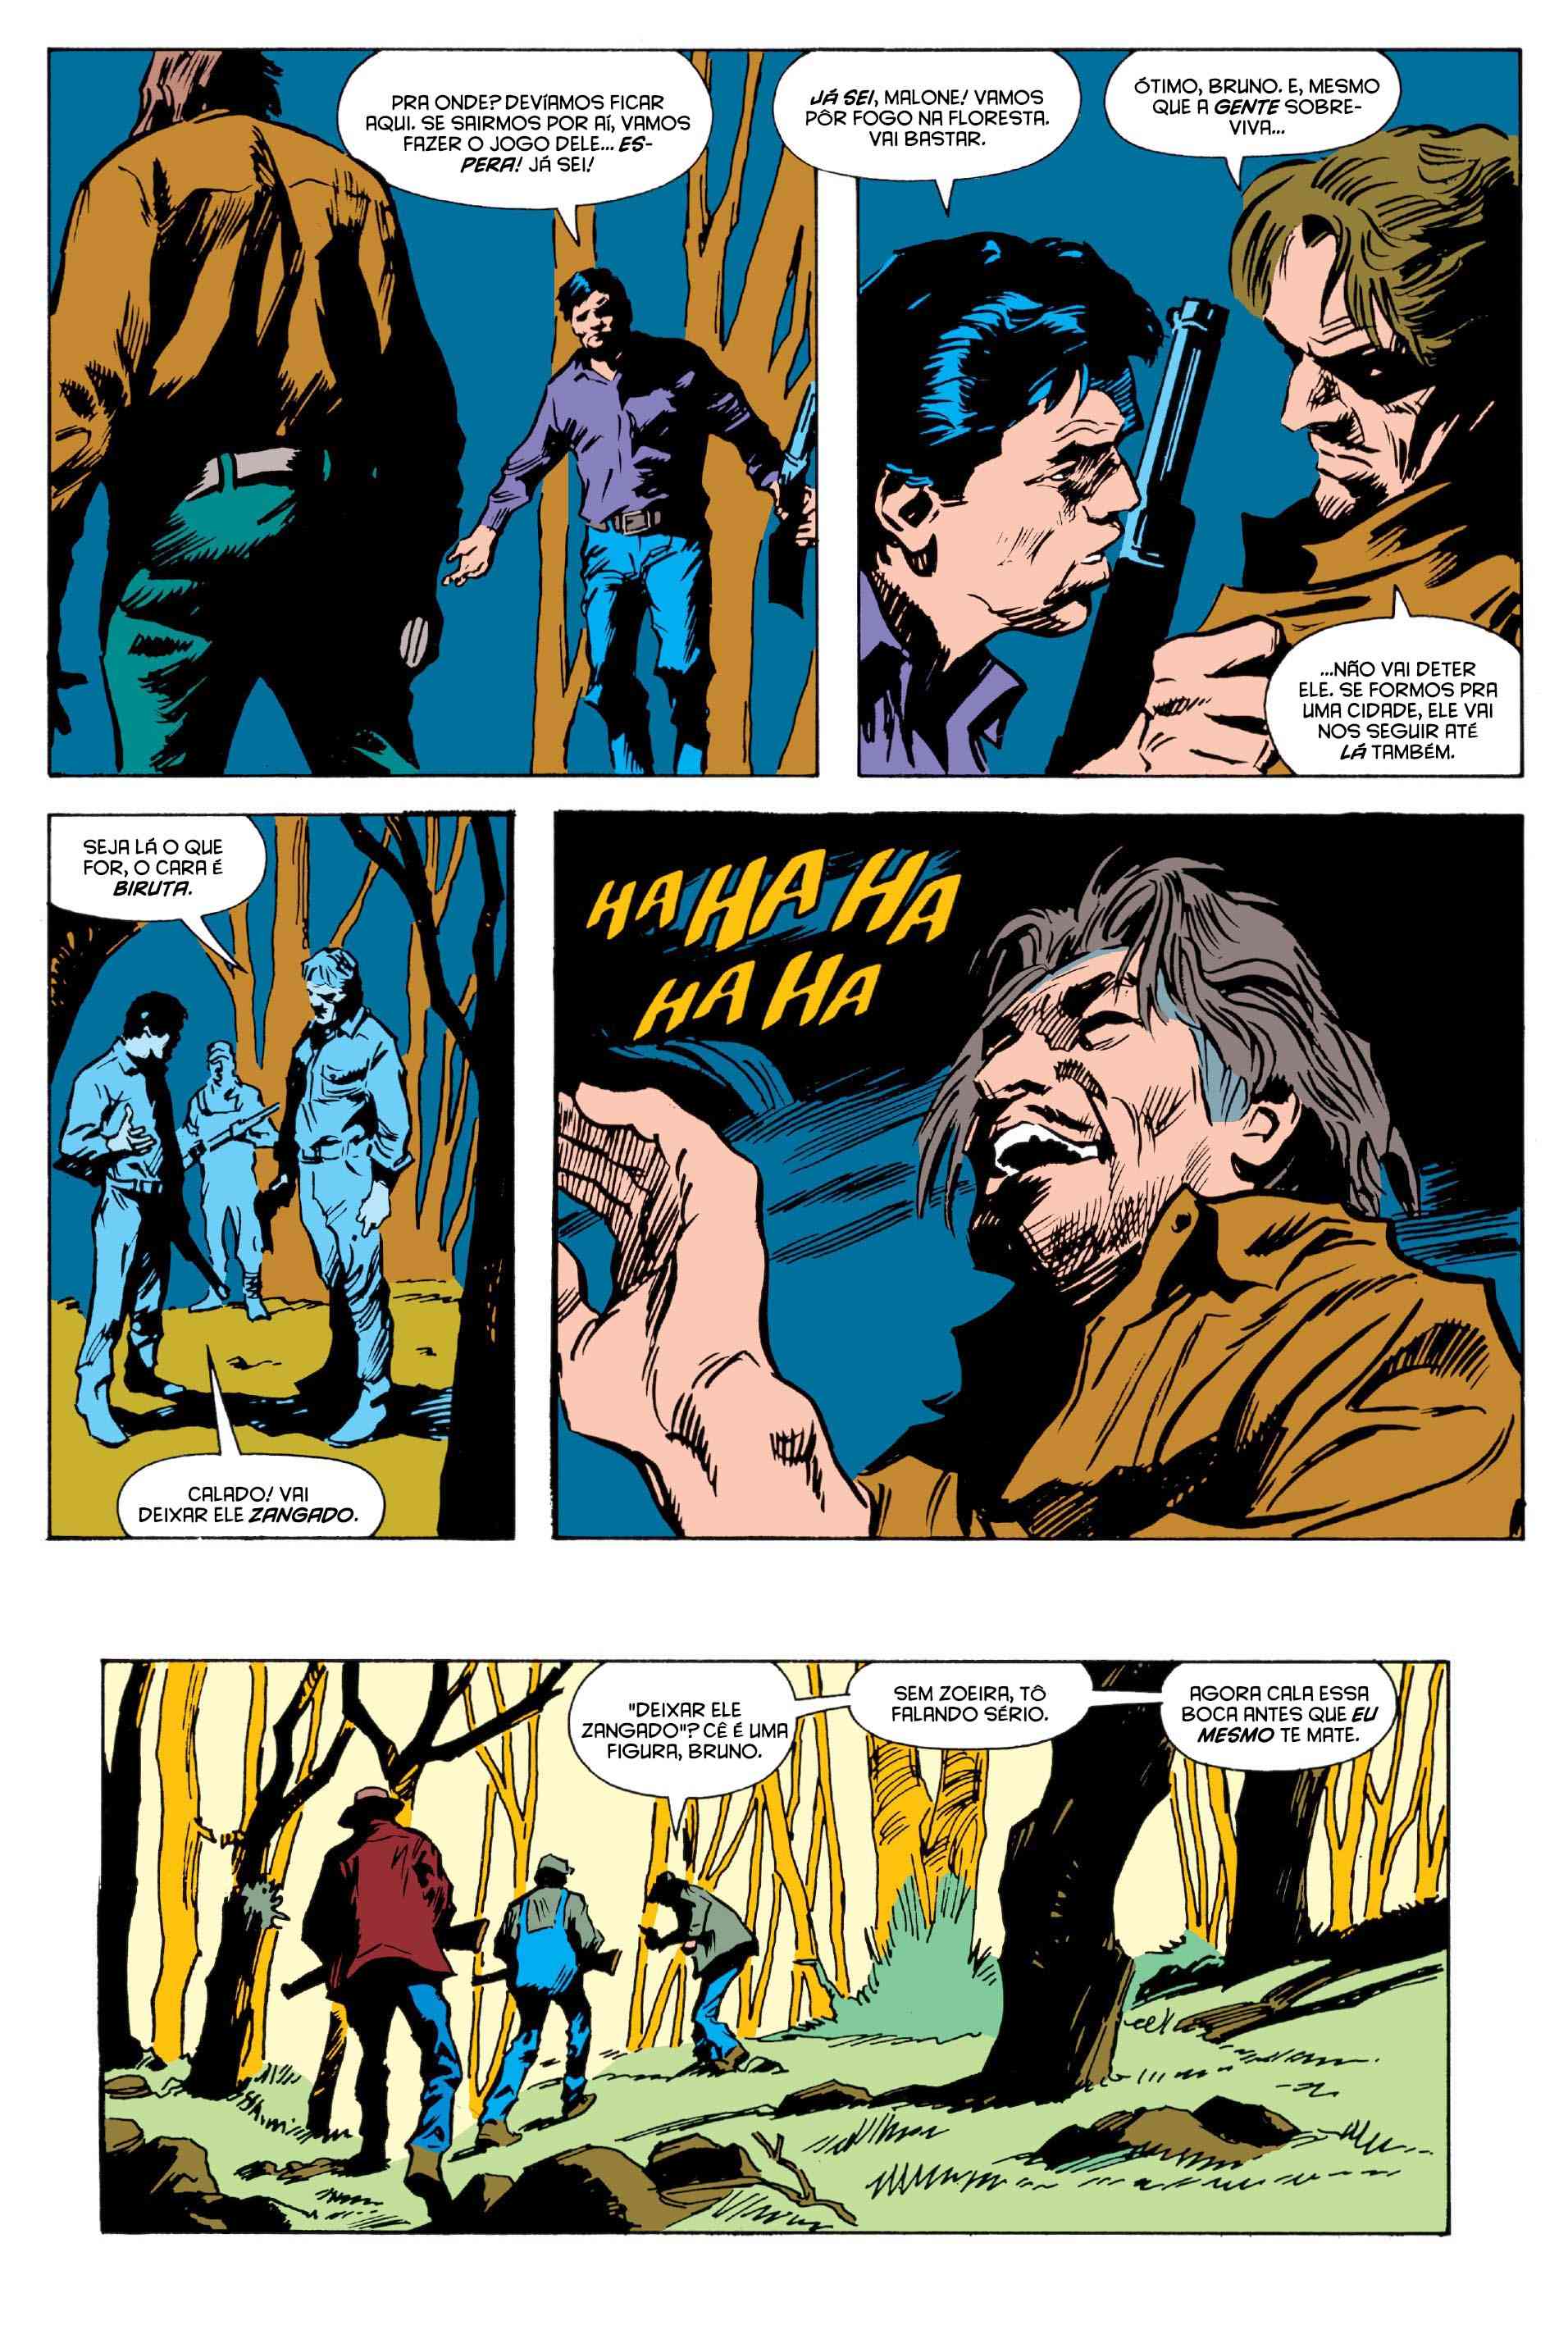 PRA ONDE? DEVÍAMOS FICAR
AQUI. SE SAIRMOS POR AÍ, VAMOS
FAZER O JOGO DELE... ES-
PERA! JÁ SEI!
JÁ SEI, MALONE! VAMOS
PÔR FOGO NA FLORESTA.
VAI BASTAR.
ÓTIMO, BRUNO. E, MESMO
QUE A GENTE SOBRE-
VIVA...
...NÃO VAI DETER
ELE. SE FORMOS PRA
UMA CIDADE, ELE VAI
NOS SEGUIR ATÉ
LÁ TAMBÉM.
SEJA LÁ O QUE
FOR, O CARA É
BIRUTA.
CALADO! VAI
DEIXAR ELE ZANGADO.
HA HA HA
HA HA
"DEIXAR ELE
ZANGADO"? CÊ É UMA
FIGURA, BRUNO.
SEM ZOEIRA, TÔ
FALANDO SÉRIO.
AGORA CALA ESSA
BOCA ANTES QUE EU
MESMO TE MATE.